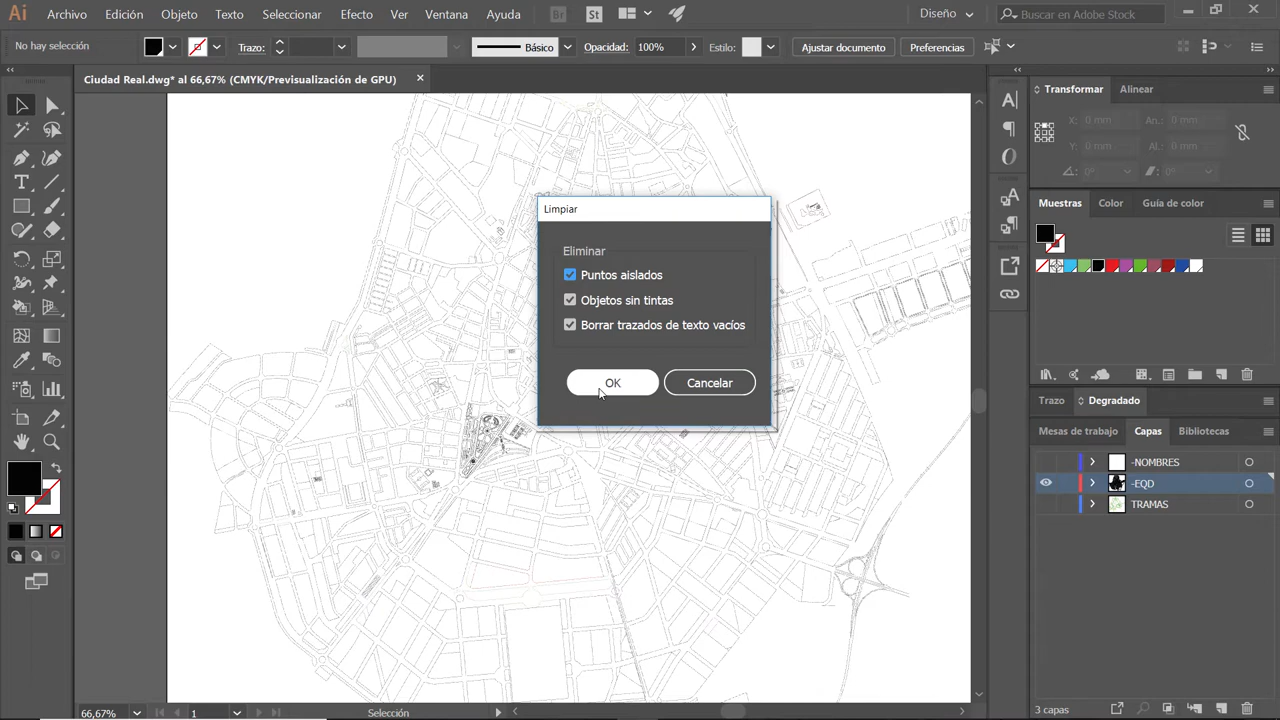 Ai Archivo Edición Objeto Texto Seleccionar Efecto Ver Ventana Ayuda Br St Diseño Buscar en Adobe Stock
No hay selección Trazo: Básico Opacidad: 100% Estilo: Ajustar documento Preferencias
Ciudad Real.dwg* al 66,67% (CMYK/Previsualización de GPU)
Transformar Alinear
X: 0 mm An.: 0 mm
Y: 0 mm Al.: 0 mm
0° 0°
Muestras Color Guía de color
Limpiar
Eliminar
Puntos aislados
Objetos sin tintas
Borrar trazados de texto vacíos
OK Cancelar
Trazo Degradado
Mesas de trabajo Capas Bibliotecas
-NOMBRES
-EQD
TRAMAS
66,67% 1 Selección 3 capas